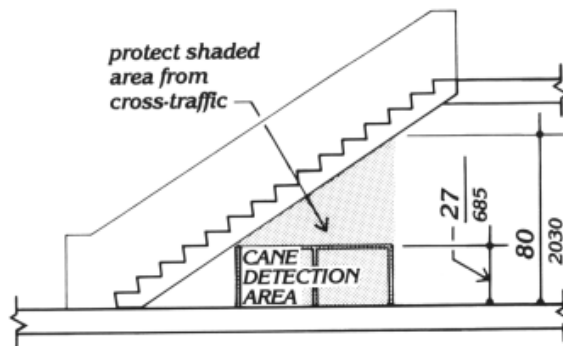 protect shaded
area from
cross-traffic
CANE
DETECTION
AREA
27
685
80
2030